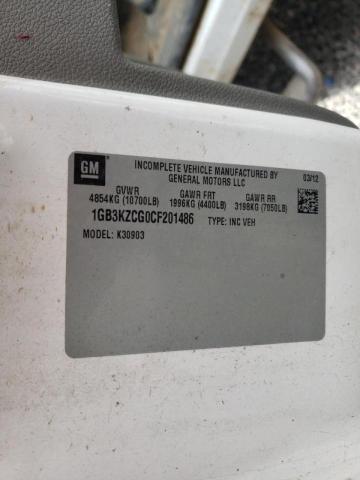 GM
INCOMPLETE VEHICLE MANUFACTURED BY
GENERAL MOTORS LLC
03/12
GVWR GAWR FRT GAWR RR
4854KG (10700LB) 1996KG (4400LB) 3198KG (7050LB)
1GB3KZCG0CF201486 TYPE: INC VEH
MODEL: K30903